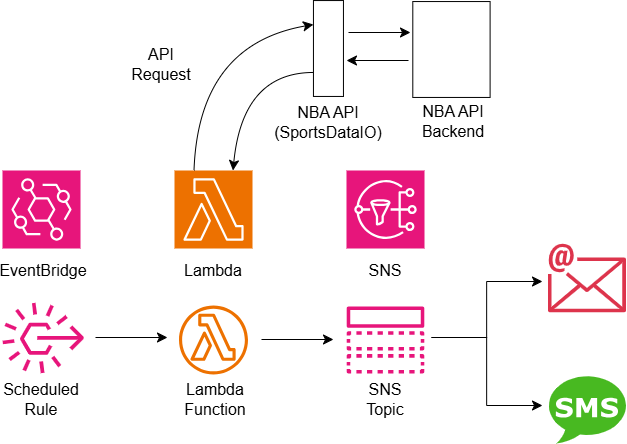 API
Request
NBA API
(SportsDataIO)
NBA API
Backend
EventBridge
Lambda
SNS
@
Scheduled
Rule
Lambda
Function
SNS
Topic
SMS